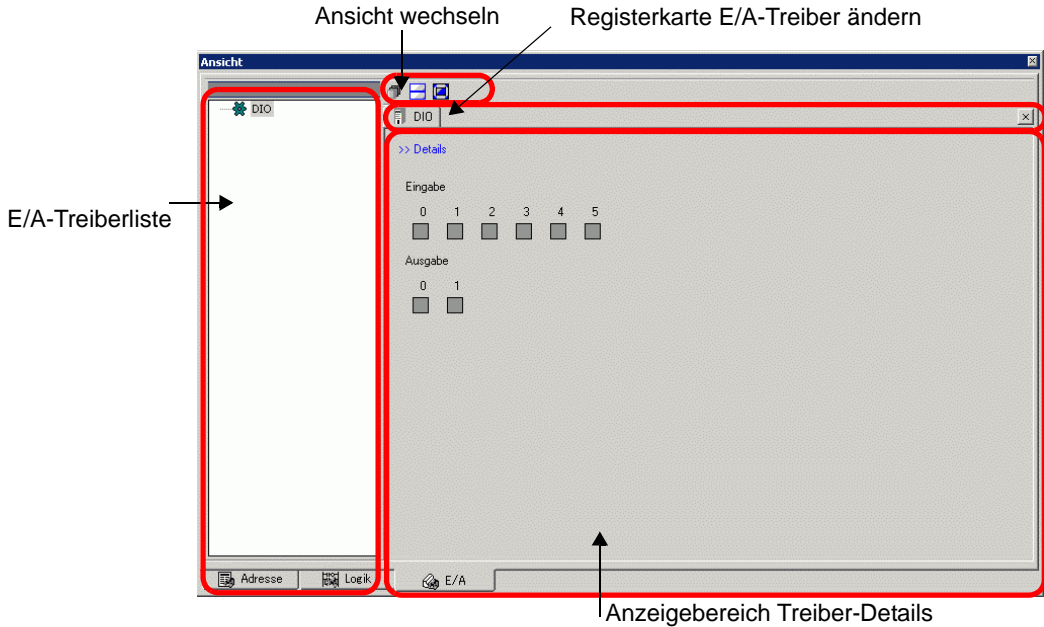 Ansicht wechseln
Registerkarte E/A-Treiber ändern
Ansicht
DIO
DIO
>> Details
Eingabe
0 1 2 3 4 5
E/A-Treiberliste
Ausgabe
0 1
Adresse
Logik
E/A
Anzeigebereich Treiber-Details